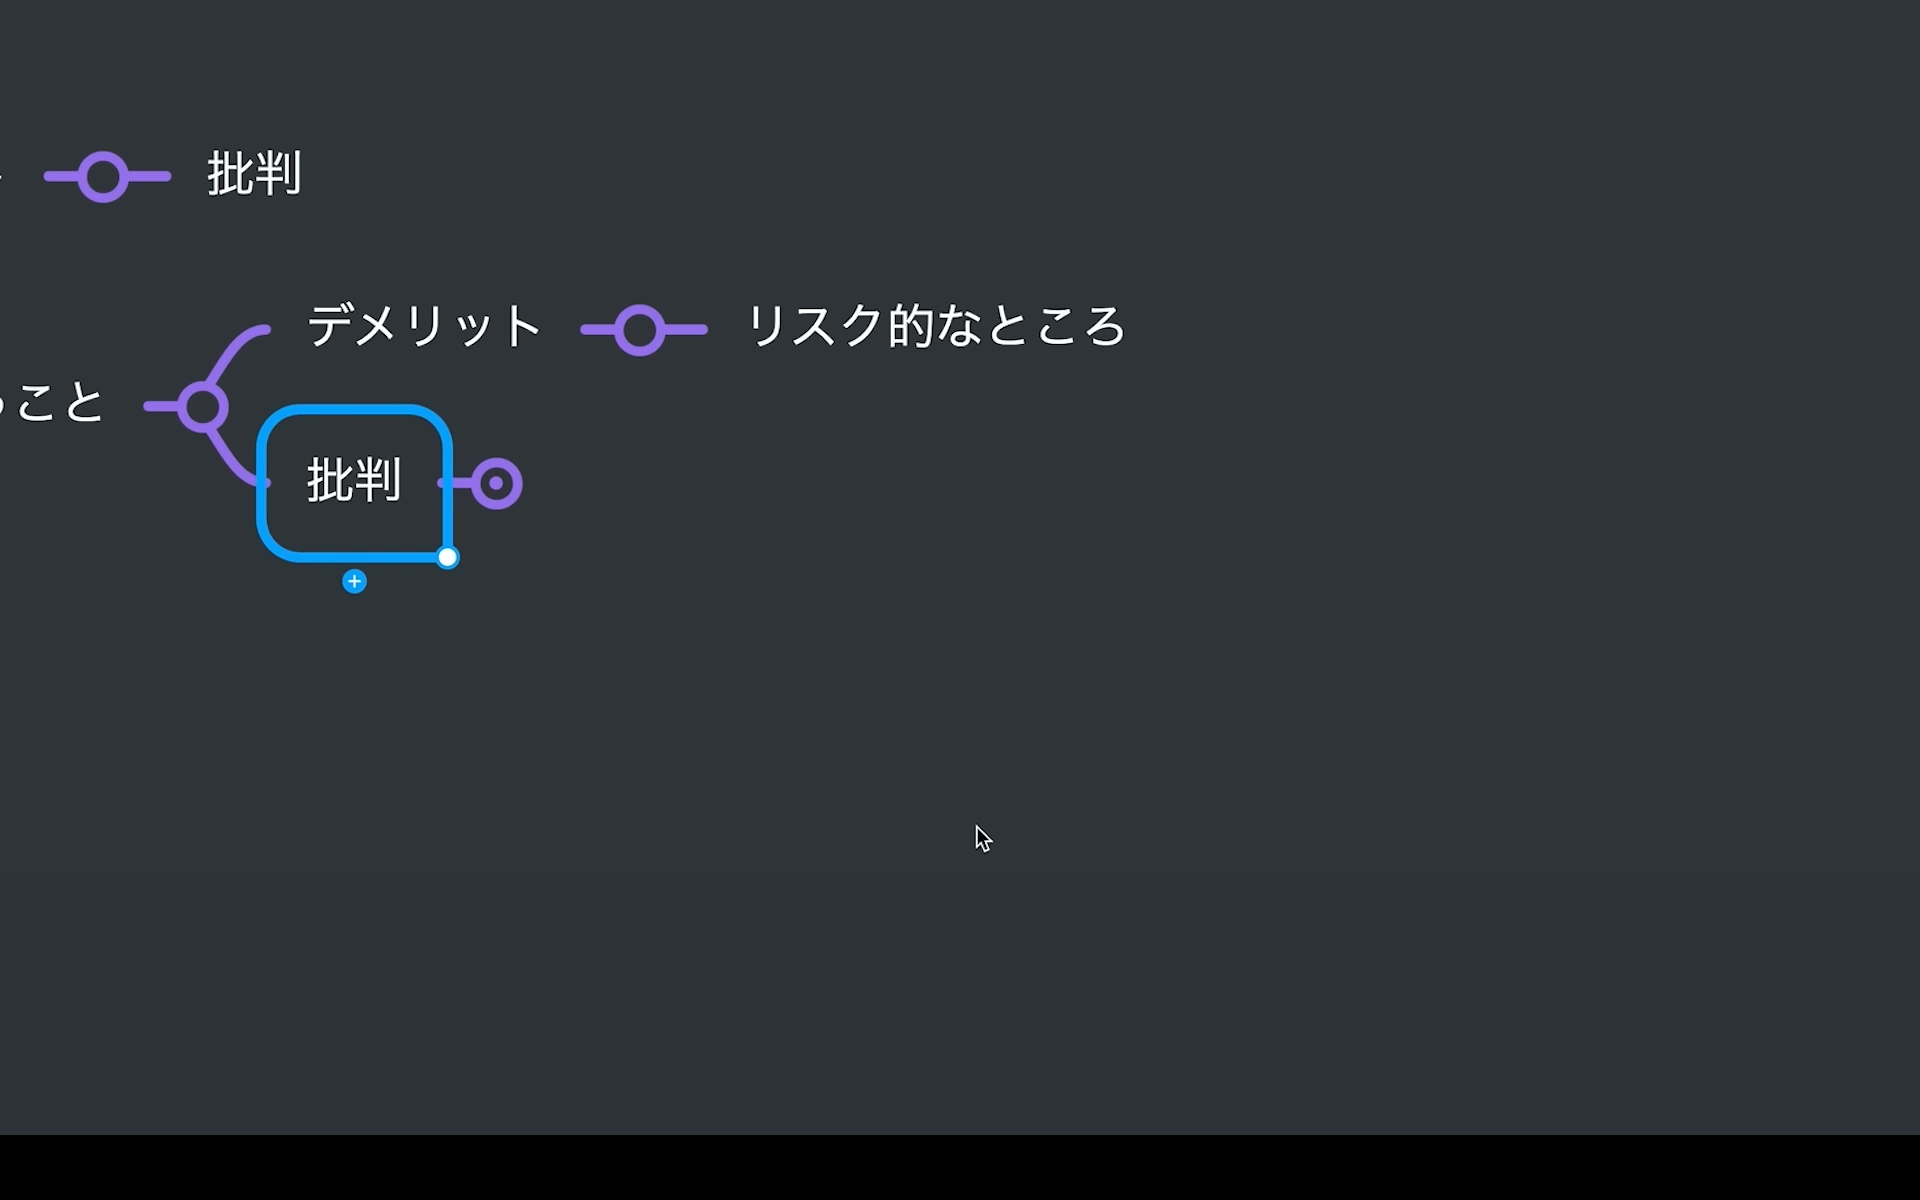 批判
デメリット
リスク的なところ
こと
批判